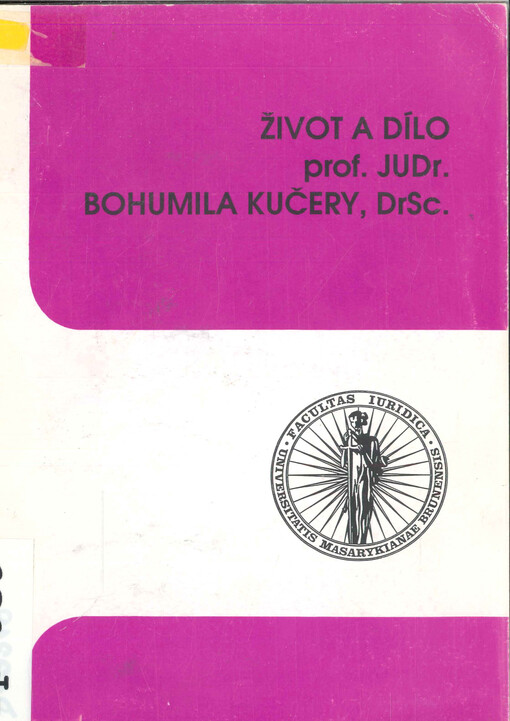 ŽIVOT A DÍLO
prof. JUDr.
BOHUMILA KUČERY, DrSc.
· FACULTAS IURIDICA ·
UNIVERSITATIS MASARYKIANAE BRUNENSIS